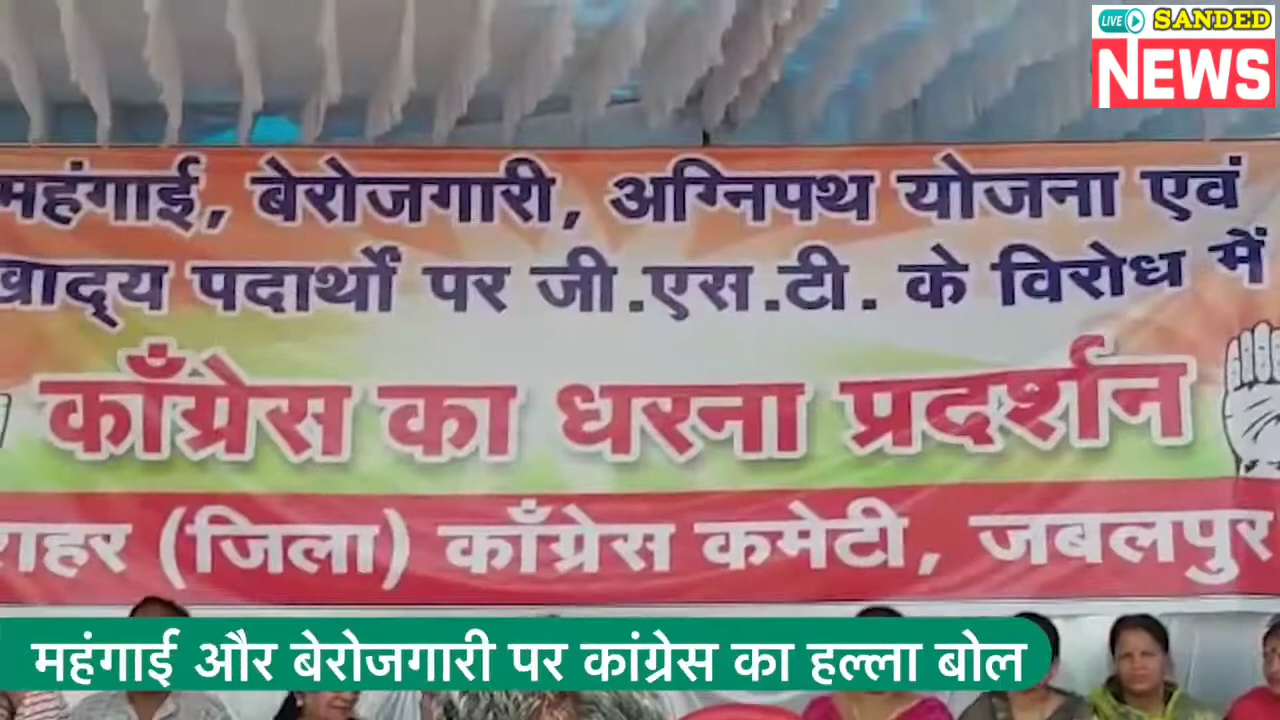 LIVE SANDED
NEWS
महंगाई, बेरोजगारी, अग्निपथ योजना एवं
खाद्य पदार्थों पर जी.एस.टी. के विरोध में
काँग्रेस का धरना प्रदर्शन
शहर (जिला) काँग्रेस कमेटी, जबलपुर
महंगाई और बेरोजगारी पर कांग्रेस का हल्ला बोल